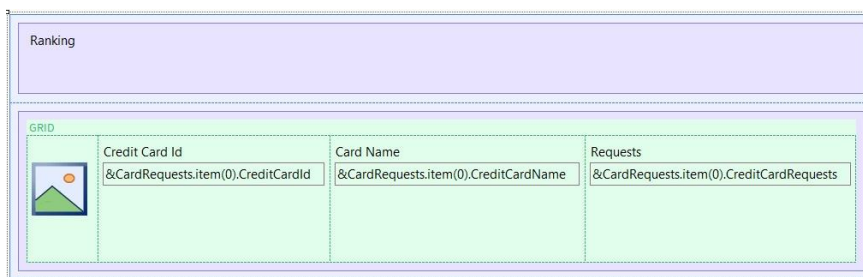 Ranking
GRID
Credit Card Id
Card Name
Requests
&CardRequests.item(0).CreditCardId
&CardRequests.item(0).CreditCardName
&CardRequests.item(0).CreditCardRequests